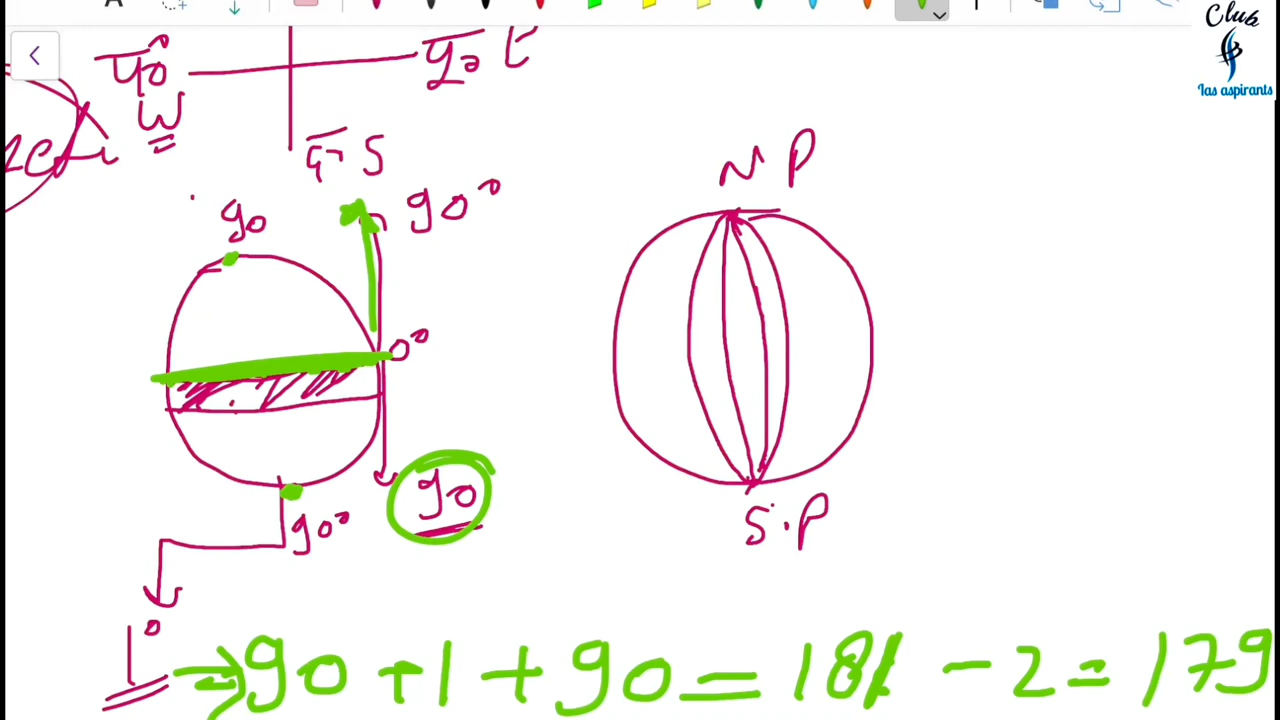 Club
Ias aspirants
W
S
90
90°
0°
90
90°
1°
N P
S.P
90 + 1 + 90 = 181 - 2 = 179